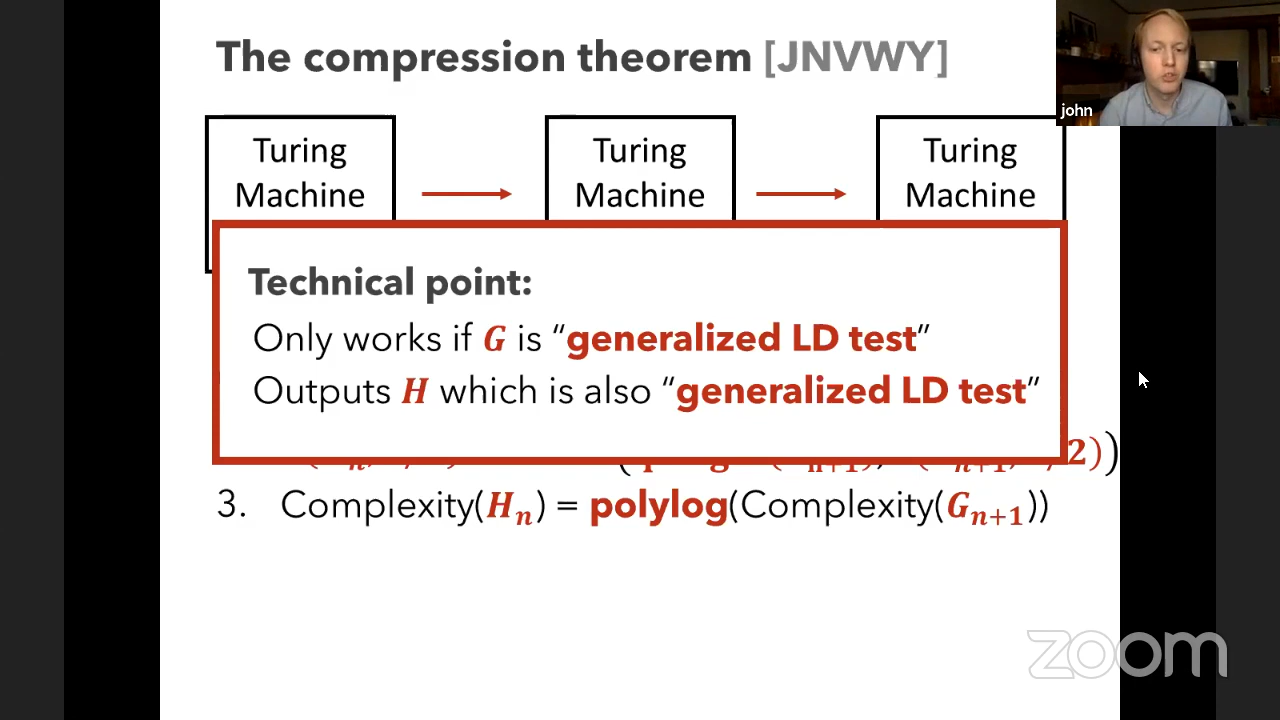 The compression theorem [JNVWY]
john
Turing Machine
Turing Machine
Turing Machine
Technical point:
Only works if G is “generalized LD test”
Outputs H which is also “generalized LD test”
2))
3. Complexity(Hₙ) = polylog(Complexity(Gₙ₊₁))
zoom